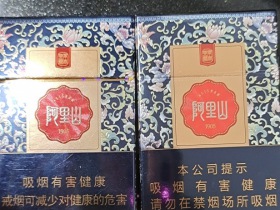 阿里山
吸烟有害健康
戒烟可减少对健康的危害
阿里山
本公司提示
吸烟有害健康
请勿在禁烟场所吸烟